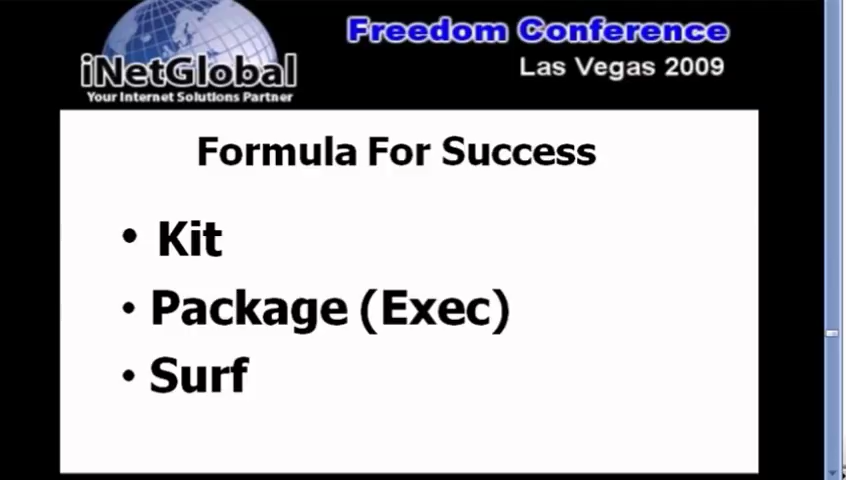 iNetGlobal
Your Internet Solutions Partner
Freedom Conference
Las Vegas 2009
Formula For Success
• Kit
• Package (Exec)
• Surf